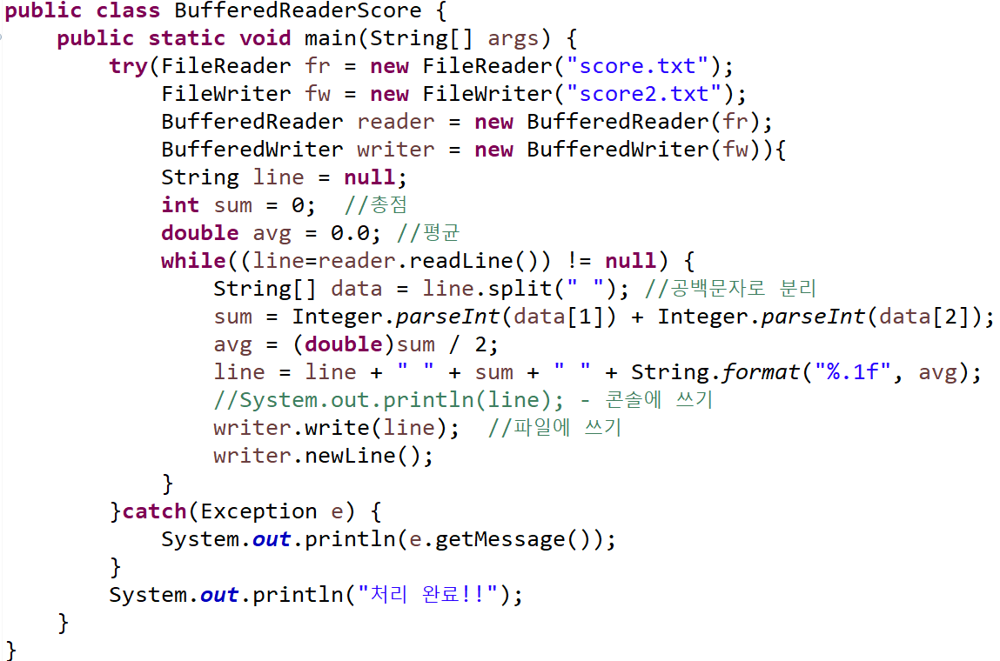 public class BufferedReaderScore {
    public static void main(String[] args) {
        try(FileReader fr = new FileReader("score.txt");
            FileWriter fw = new FileWriter("score2.txt");
            BufferedReader reader = new BufferedReader(fr);
            BufferedWriter writer = new BufferedWriter(fw)){
            String line = null;
            int sum = 0;  //총점
            double avg = 0.0; //평균
            while((line=reader.readLine()) != null) {
                String[] data = line.split(" "); //공백문자로 분리
                sum = Integer.parseInt(data[1]) + Integer.parseInt(data[2]);
                avg = (double)sum / 2;
                line = line + " " + sum + " " + String.format("%.1f", avg);
                //System.out.println(line); - 콘솔에 쓰기
                writer.write(line);  //파일에 쓰기
                writer.newLine();
            }
        }catch(Exception e) {
            System.out.println(e.getMessage());
        }
        System.out.println("처리 완료!!");
    }
}